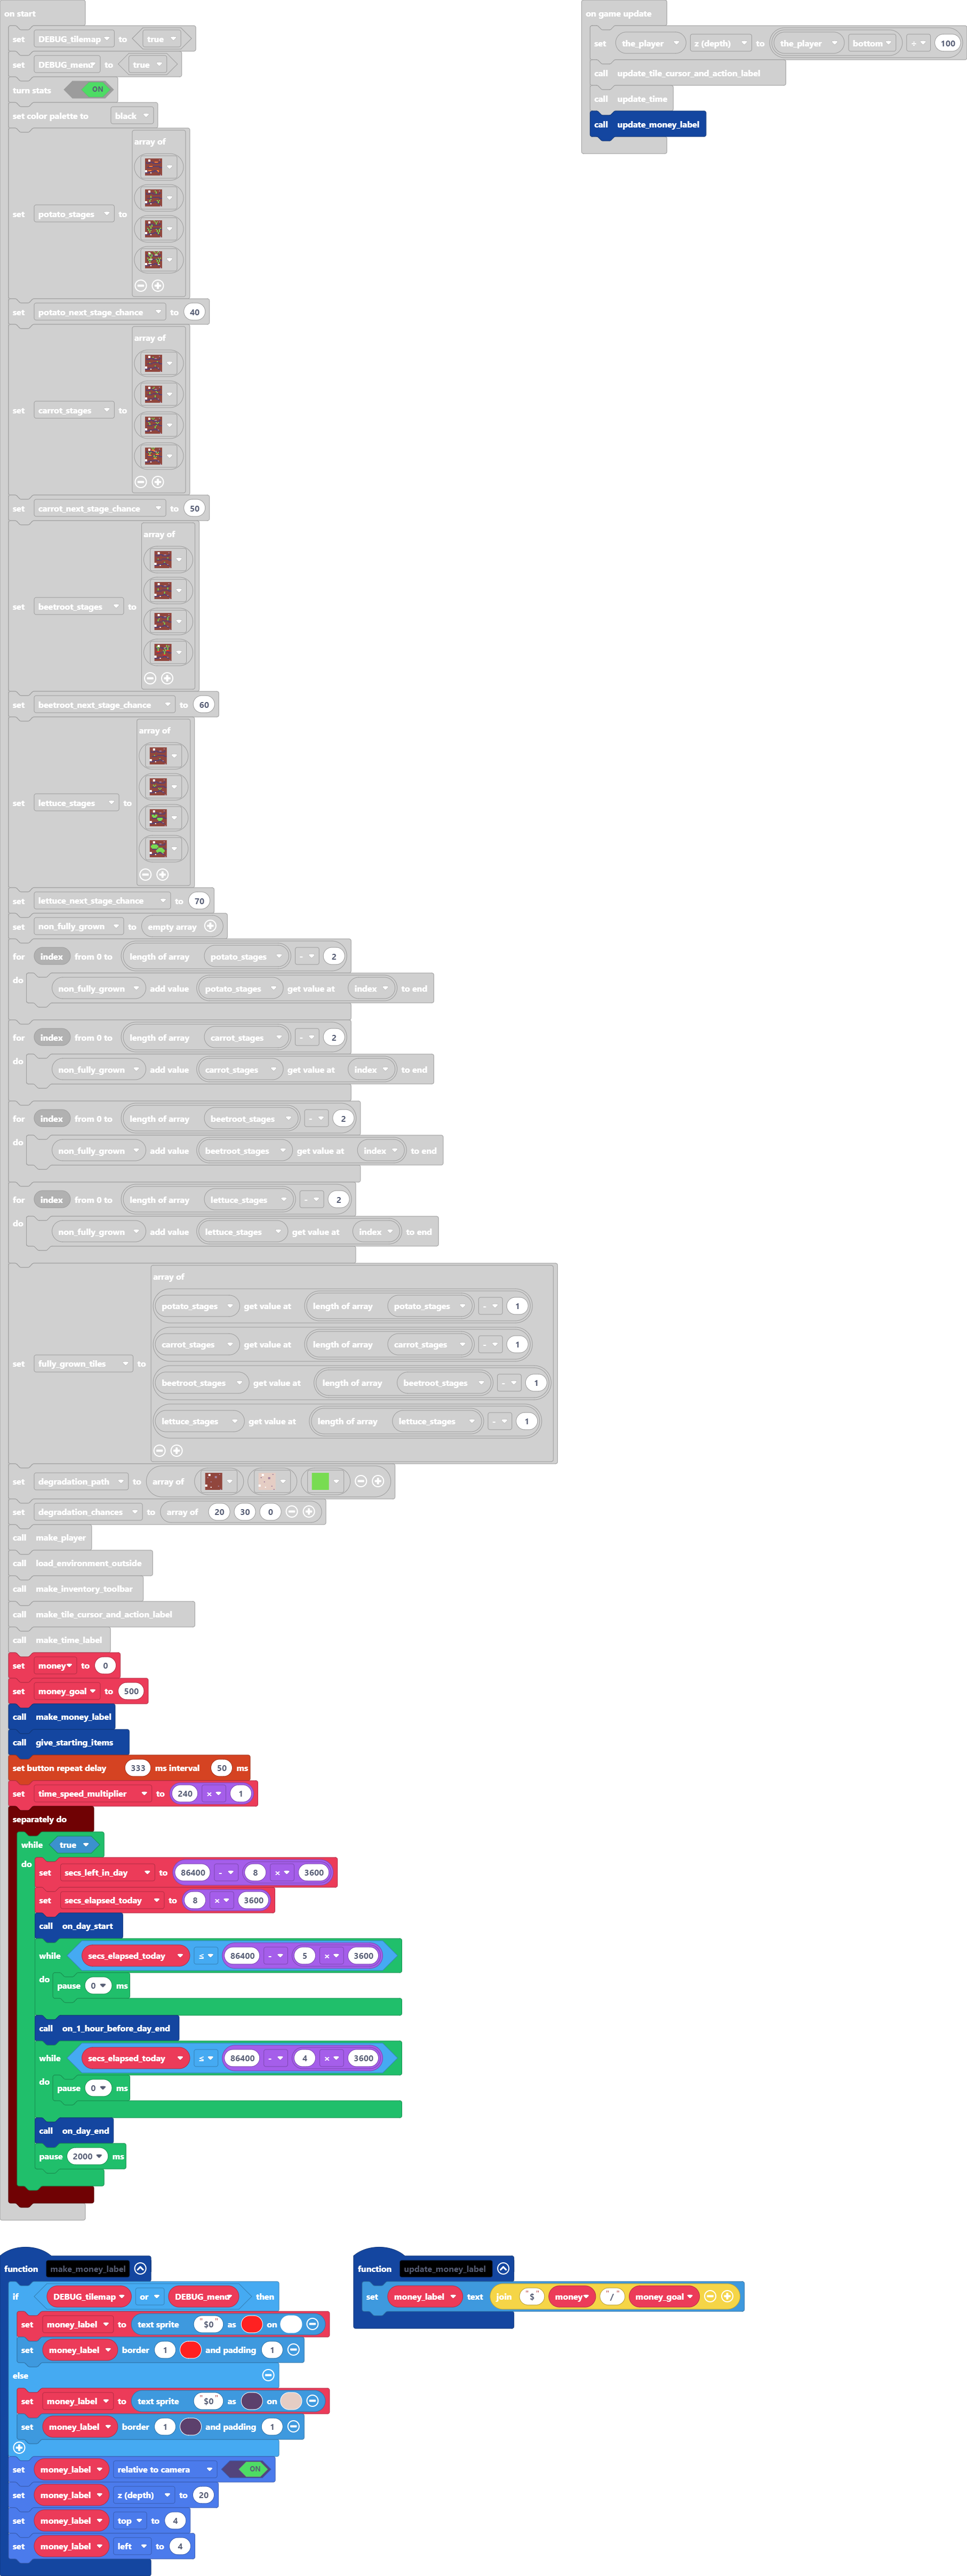 on start
set DEBUG_tilemap to true
set DEBUG_menu to true
turn stats ON
set color palette to black
set potato_stages to array of
set potato_next_stage_chance to 40
set carrot_stages to array of
set carrot_next_stage_chance to 50
set beetroot_stages to array of
set beetroot_next_stage_chance to 60
set lettuce_stages to array of
set lettuce_next_stage_chance to 70
set non_fully_grown to empty array
for index from 0 to length of array potato_stages - 2
do non_fully_grown add value potato_stages get value at index to end
for index from 0 to length of array carrot_stages - 2
do non_fully_grown add value carrot_stages get value at index to end
for index from 0 to length of array beetroot_stages - 2
do non_fully_grown add value beetroot_stages get value at index to end
for index from 0 to length of array lettuce_stages - 2
do non_fully_grown add value lettuce_stages get value at index to end
set fully_grown_tiles to array of
potato_stages get value at length of array potato_stages - 1
carrot_stages get value at length of array carrot_stages - 1
beetroot_stages get value at length of array beetroot_stages - 1
lettuce_stages get value at length of array lettuce_stages - 1
set degradation_path to array of
set degradation_chances to array of 20 30 0
call make_player
call load_environment_outside
call make_inventory_toolbar
call make_tile_cursor_and_action_label
call make_time_label
set money to 0
set money_goal to 500
call make_money_label
call give_starting_items
set button repeat delay 333 ms interval 50 ms
set time_speed_multiplier to 240 × 1
separately do
while true
do set secs_left_in_day to 86400 - 8 × 3600
set secs_elapsed_today to 8 × 3600
call on_day_start
while secs_elapsed_today ≤ 86400 - 5 × 3600
do pause 0 ms
call on_1_hour_before_day_end
while secs_elapsed_today ≤ 86400 - 4 × 3600
do pause 0 ms
call on_day_end
pause 2000 ms
on game update
set the_player z (depth) to the_player bottom ÷ 100
call update_tile_cursor_and_action_label
call update_time
call update_money_label
function make_money_label
if DEBUG_tilemap or DEBUG_menu then
set money_label to text sprite "$0" as on
set money_label border 1 and padding 1
else
set money_label to text sprite "$0" as on
set money_label border 1 and padding 1
set money_label relative to camera ON
set money_label z (depth) to 20
set money_label top to 4
set money_label left to 4
function update_money_label
set money_label text join "$" money "/" money_goal